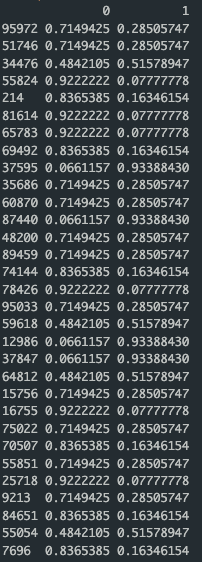 0 1
95972 0.7149425 0.28505747
51746 0.7149425 0.28505747
34476 0.4842105 0.51578947
55824 0.9222222 0.07777778
214 0.8365385 0.16346154
81614 0.9222222 0.07777778
65783 0.9222222 0.07777778
69492 0.8365385 0.16346154
37595 0.0661157 0.93388430
35686 0.7149425 0.28505747
60870 0.7149425 0.28505747
87440 0.0661157 0.93388430
48200 0.7149425 0.28505747
89459 0.7149425 0.28505747
74144 0.8365385 0.16346154
78426 0.9222222 0.07777778
95033 0.7149425 0.28505747
59618 0.4842105 0.51578947
12986 0.0661157 0.93388430
37847 0.0661157 0.93388430
64812 0.4842105 0.51578947
15756 0.7149425 0.28505747
16755 0.9222222 0.07777778
75022 0.7149425 0.28505747
70507 0.8365385 0.16346154
55851 0.7149425 0.28505747
25718 0.9222222 0.07777778
9213 0.7149425 0.28505747
84651 0.8365385 0.16346154
55054 0.4842105 0.51578947
7696 0.8365385 0.16346154